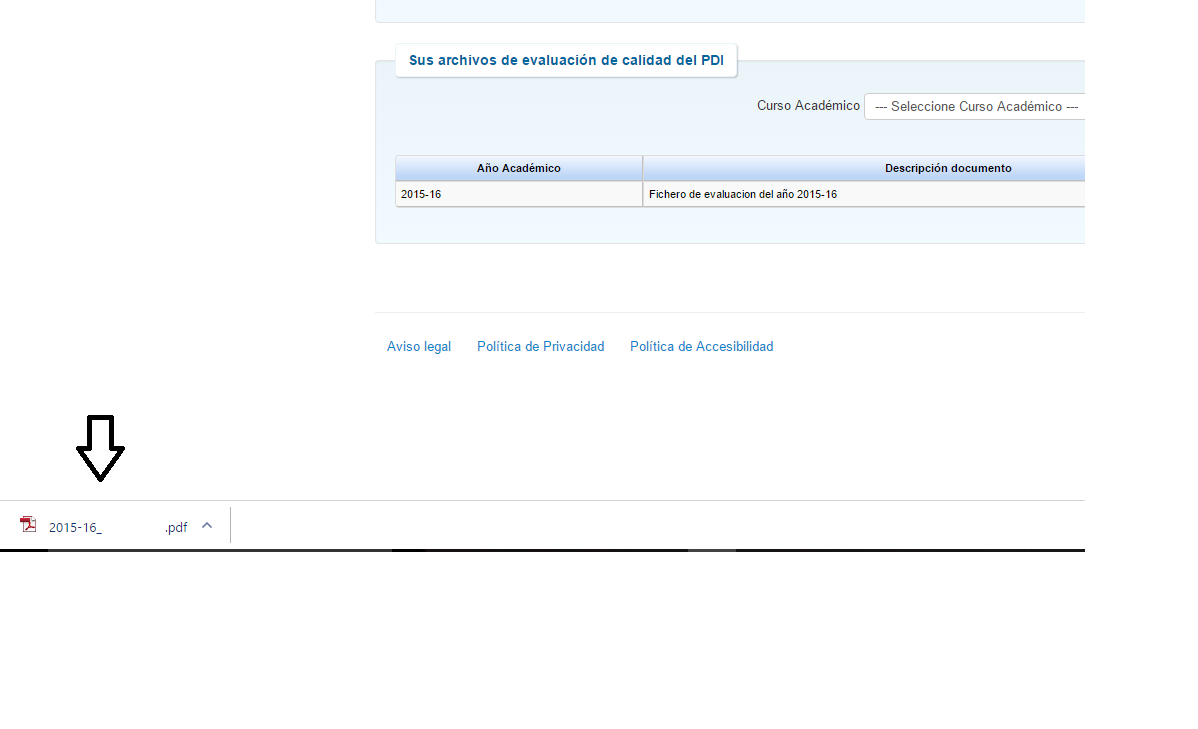 Sus archivos de evaluación de calidad del PDI
Curso Académico --- Seleccione Curso Académico ---
Año Académico Descripción documento
2015-16 Fichero de evaluacion del año 2015-16
Aviso legal Política de Privacidad Política de Accesibilidad
2015-16_ .pdf